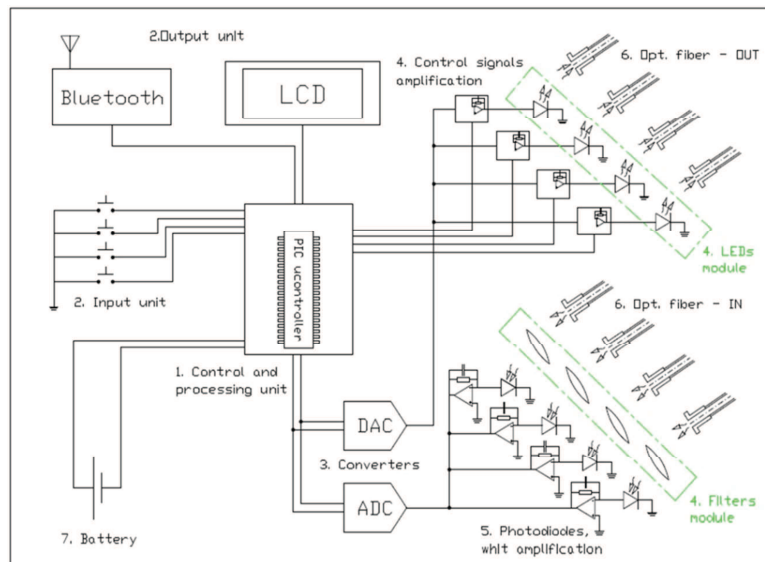 2.Output unit
Bluetooth
LCD
4. Control signals
amplification
6. Opt. fiber - OUT
PIC ucontroller
2. Input unit
4. LEDs
module
6. Opt. fiber - IN
1. Control and
processing unit
DAC
3. Converters
ADC
7. Battery
5. Photodiodes,
whit amplification
4. Filters
module